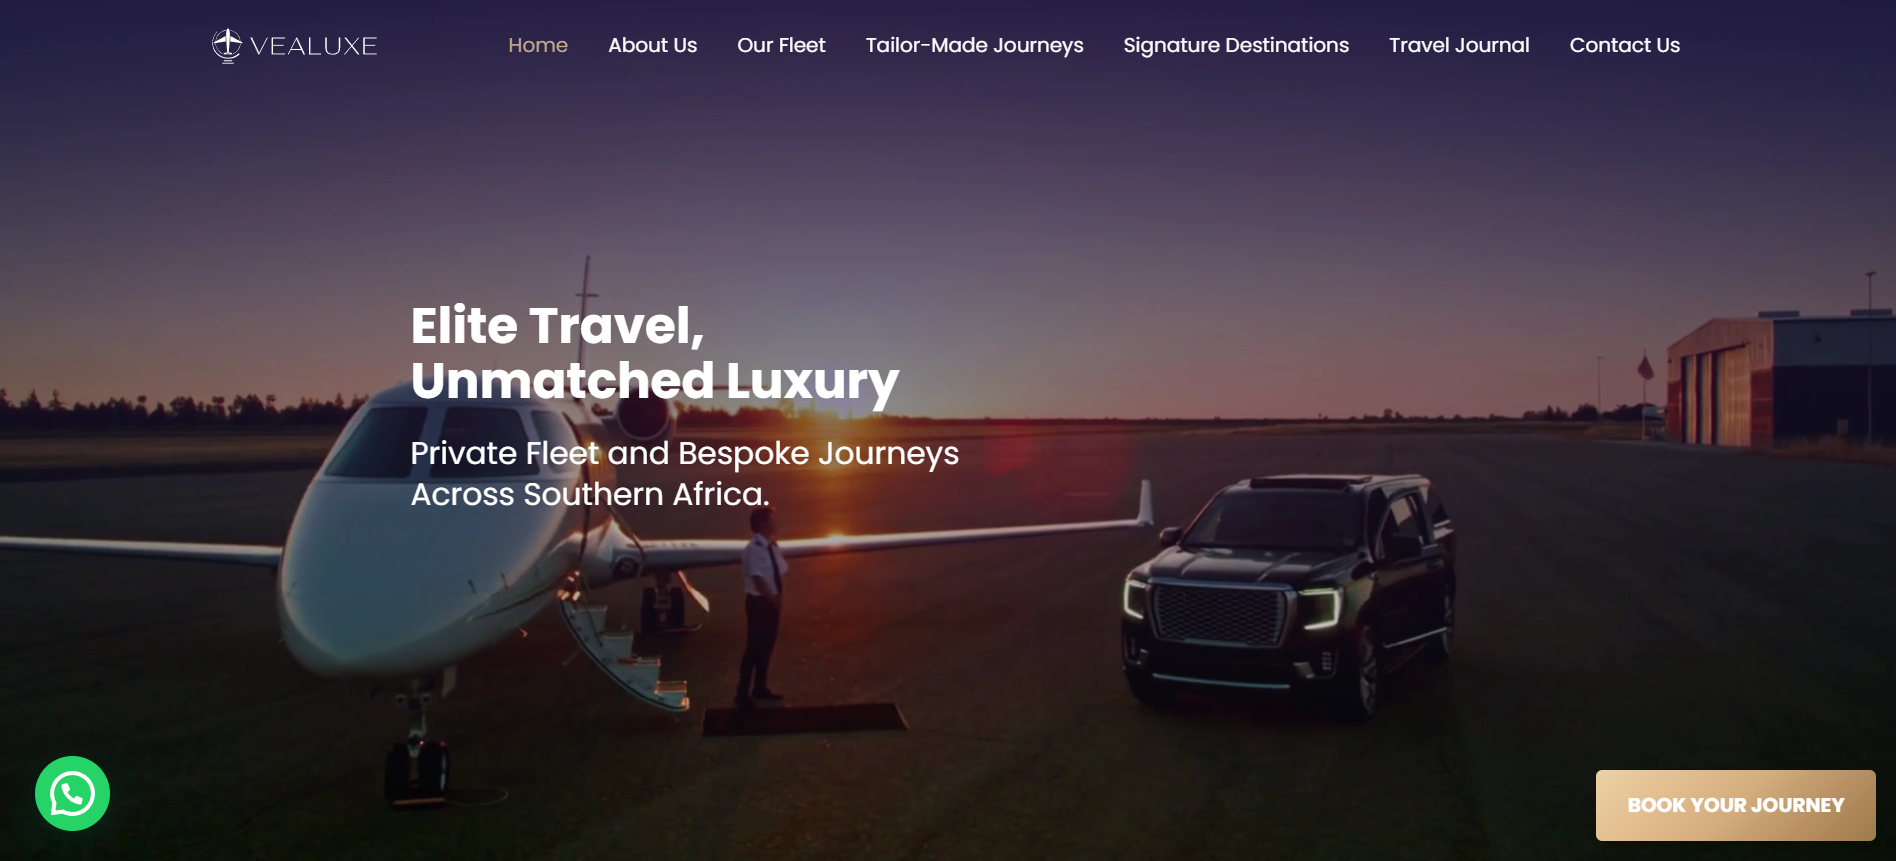 VEALUXE
Home
About Us
Our Fleet
Tailor-Made Journeys
Signature Destinations
Travel Journal
Contact Us
Elite Travel,
Unmatched Luxury
Private Fleet and Bespoke Journeys
Across Southern Africa.
BOOK YOUR JOURNEY